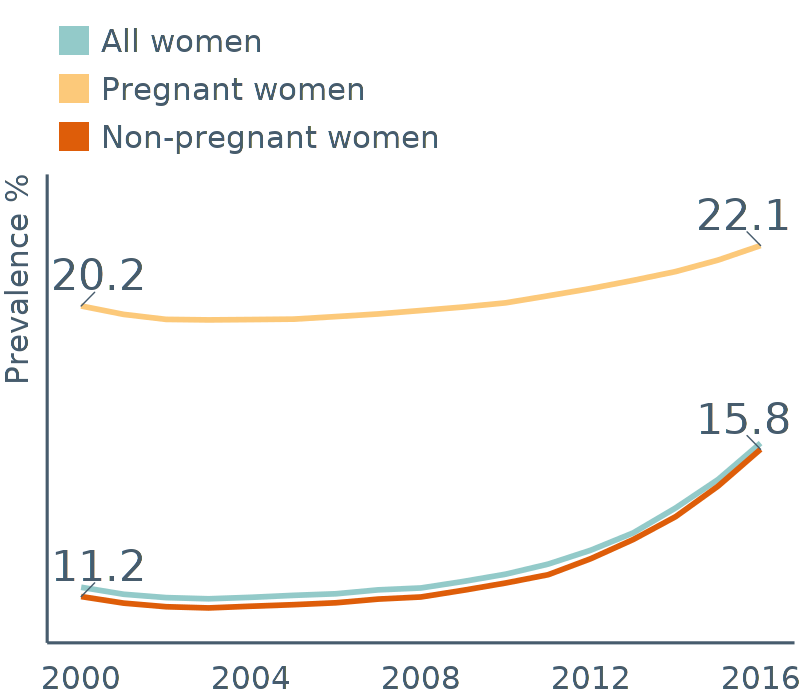 All women
Pregnant women
Non-pregnant women
Prevalence %
22.1
20.2
15.8
11.2
2000 2004 2008 2012 2016